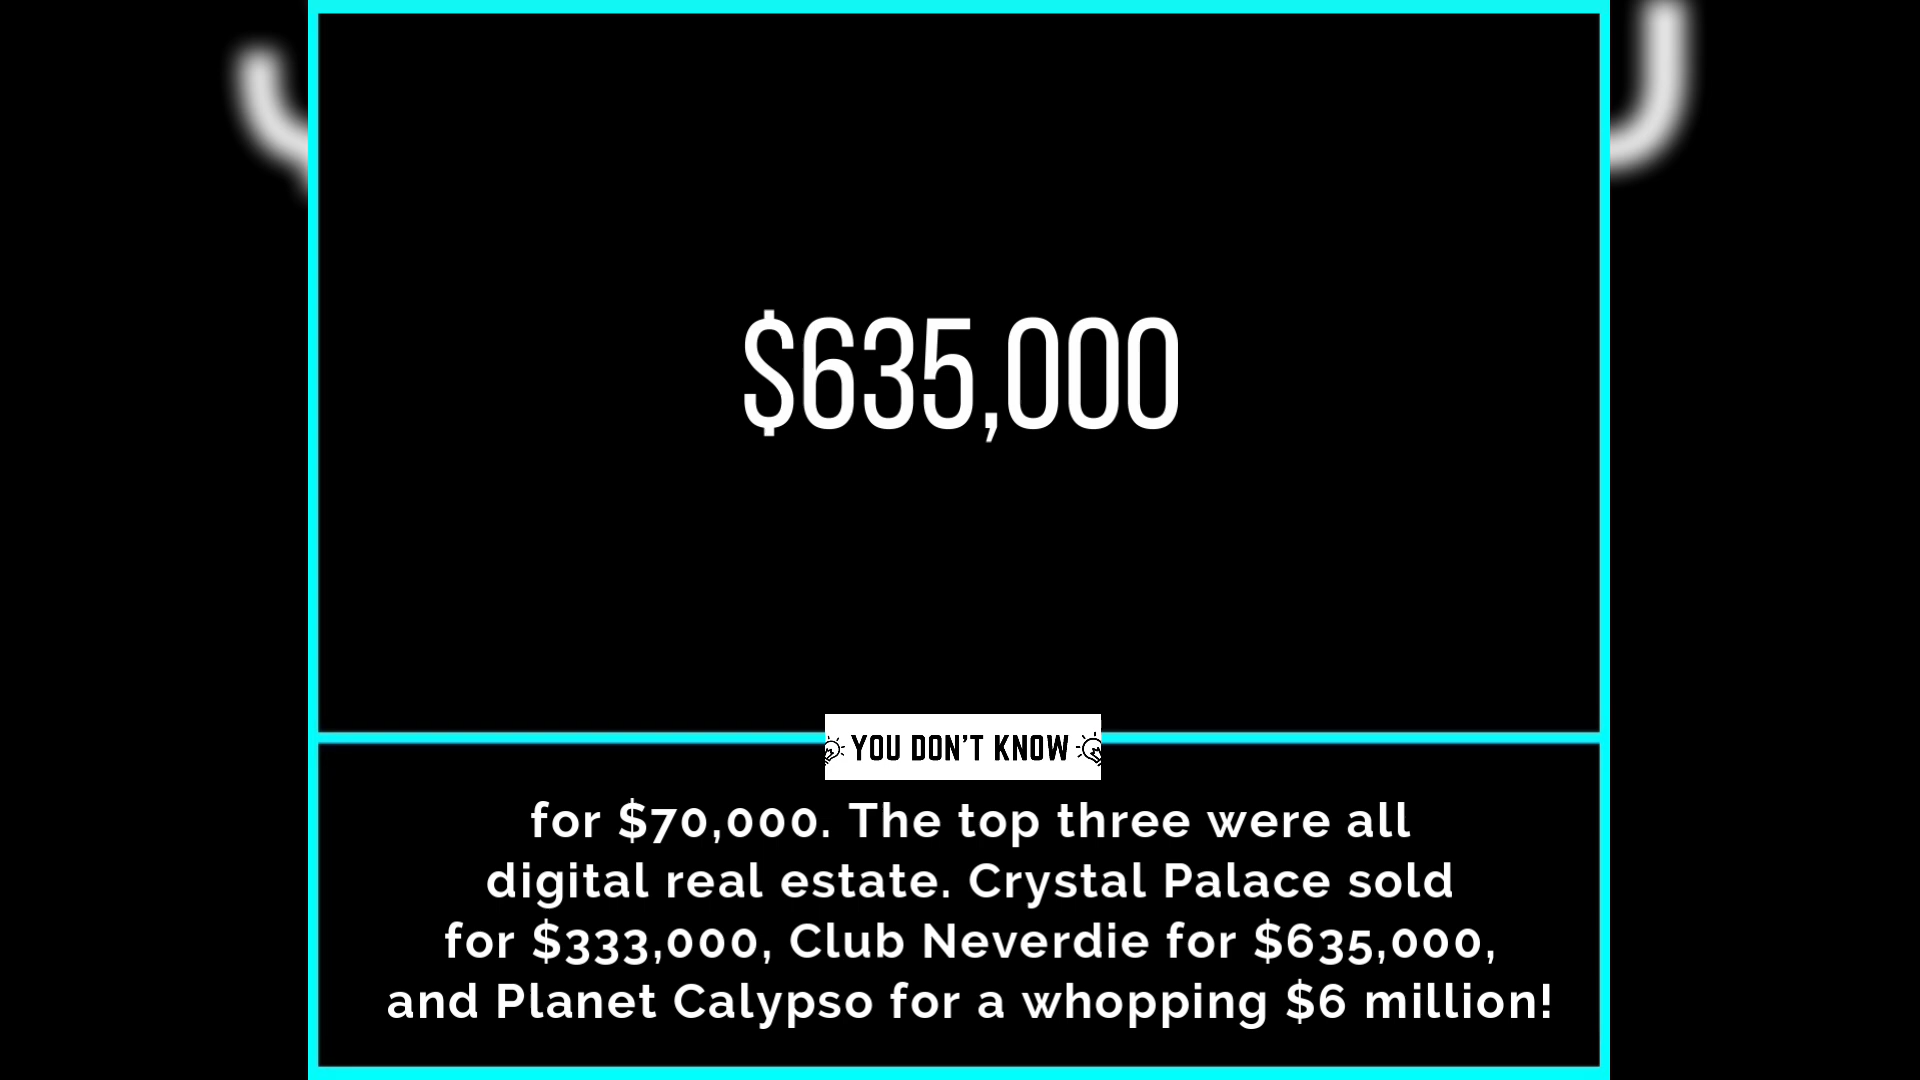 $635,000
YOU DON'T KNOW
for $70,000. The top three were all
digital real estate. Crystal Palace sold
for $333,000, Club Neverdie for $635,000,
and Planet Calypso for a whopping $6 million!